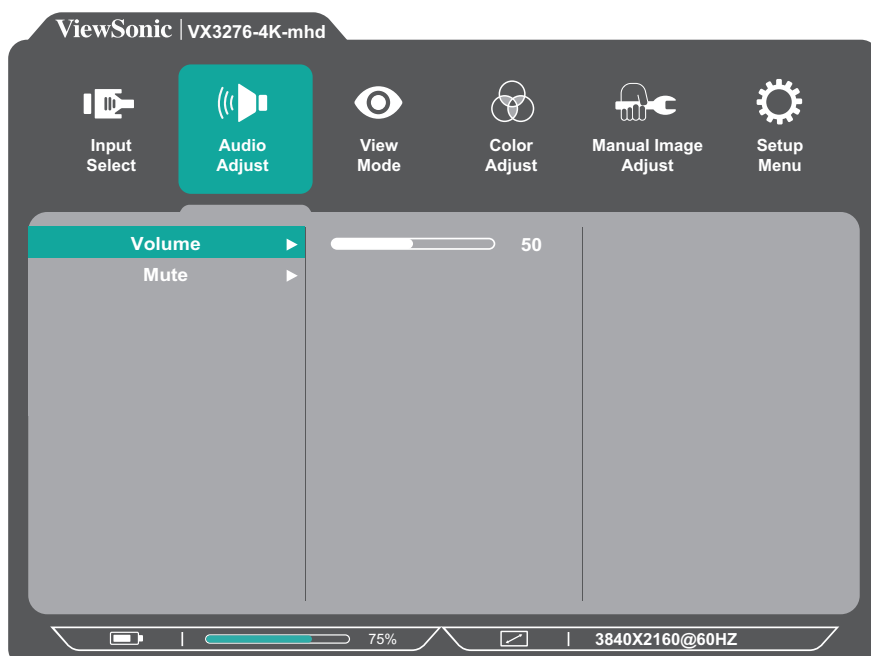 ViewSonic | VX3276-4K-mhd
Input
Select
Audio
Adjust
View
Mode
Color
Adjust
Manual Image
Adjust
Setup
Menu
Volume
50
Mute
75%
3840X2160@60HZ